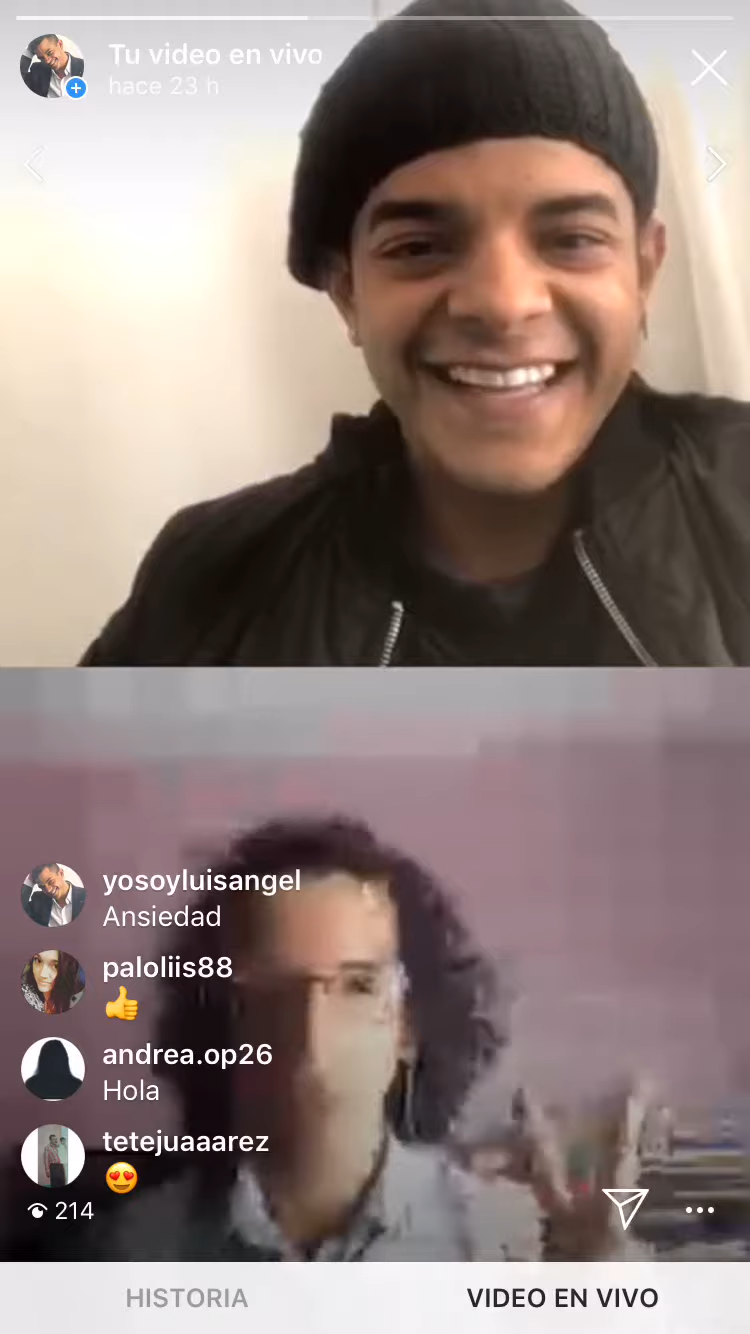 Tu video en vivo
hace 23 h
yosoyluisangel
Ansiedad
paloliis88
👍
andrea.op26
Hola
tetejuaaarez
😍
214
HISTORIA
VIDEO EN VIVO